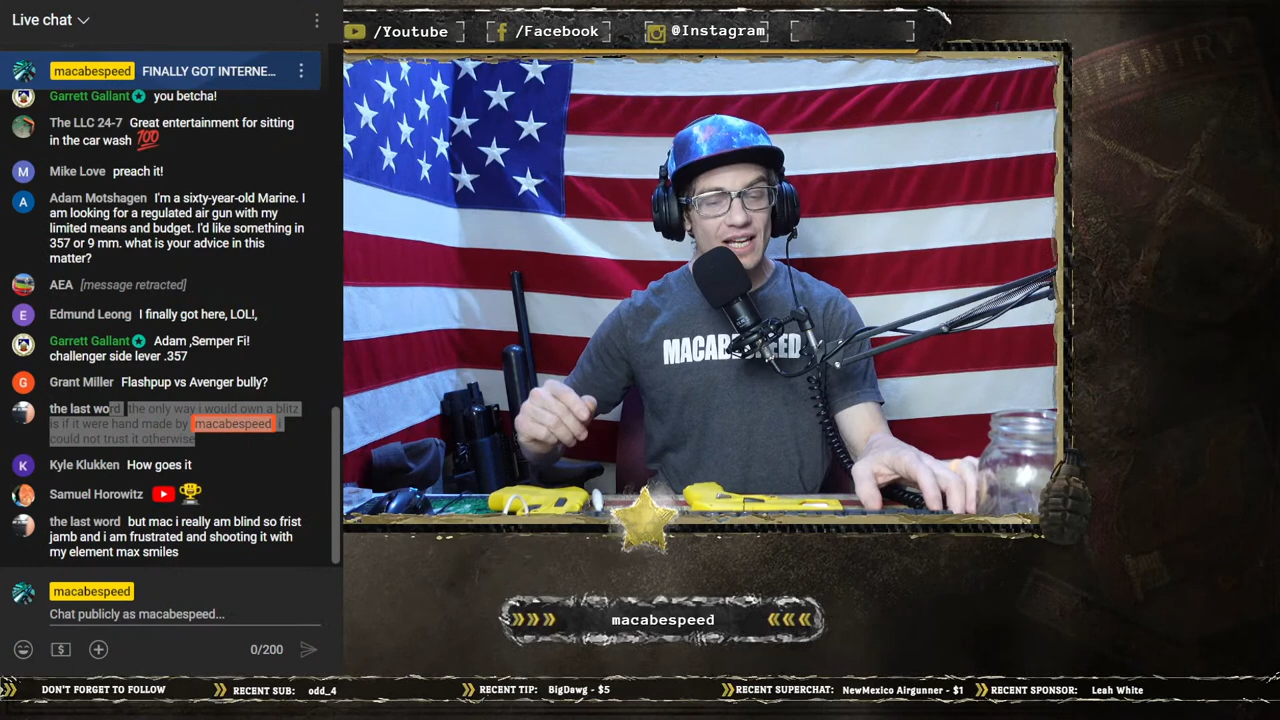 Live chat
macabespeed FINALLY GOT INTERNE...
Garrett Gallant you betcha!
The LLC 24-7 Great entertainment for sitting
in the car wash 100
Mike Love preach it!
Adam Motshagen I'm a sixty-year-old Marine. I
am looking for a regulated air gun with my
limited means and budget. I'd like something in
357 or 9 mm. what is your advice in this
matter?
AEA [message retracted]
Edmund Leong I finally got here, LOL!,
Garrett Gallant Adam ,Semper Fi!
challenger side lever .357
Grant Miller Flashpup vs Avenger bully?
the last word the only way i would own a blitz
is if it were hand made by macabespeed i
could not trust it otherwise
Kyle Klukken How goes it
Samuel Horowitz
the last word but mac i really am blind so frist
jamb and i am frustrated and shooting it with
my element max smiles
macabespeed
Chat publicly as macabespeed...
0/200
/Youtube
/Facebook
@Instagram
MACABESPEED
macabespeed
DON'T FORGET TO FOLLOW
RECENT SUB: odd_4
RECENT TIP: BigDawg - $5
RECENT SUPERCHAT: NewMexico Airgunner - $1
RECENT SPONSOR: Leah White